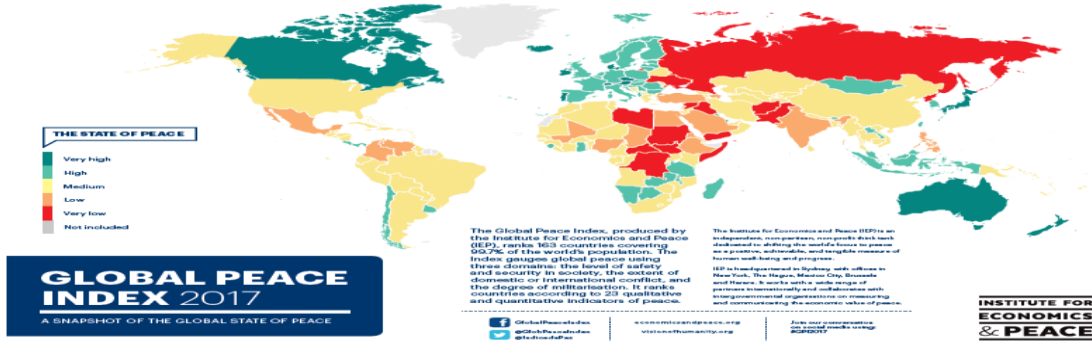 THE STATE OF PEACE
Very high
High
Medium
Low
Very low
Not included
GLOBAL PEACE
INDEX 2017
A SNAPSHOT OF THE GLOBAL STATE OF PEACE
The Global Peace Index, produced by
the Institute for Economics and Peace
(IEP), ranks 163 countries covering
99.7% of the world's population. The
Index gauges global peace using
three domains: the level of safety
and security in society, the extent of
domestic or international conflict, and
the degree of militarisation. It ranks
countries according to 23 qualitative
and quantitative indicators of peace.
The Institute for Economics and Peace (IEP) is an
independent, non-partisan, non-profit think tank
dedicated to shifting the world's focus to peace
as a positive, achievable, and tangible measure of
human well-being and progress.
IEP is headquartered in Sydney with offices in
New York, The Hague, Mexico City, Brussels
and Harare. It works with a wide range of
partners internationally and collaborates with
intergovernmental organisations on measuring
and communicating the economic value of peace.
GlobalPeaceIndex
@GlobPeaceIndex
@IndicedePaz
economicsandpeace.org
visionofhumanity.org
Join our conversation
on social media using:
#GPI2017
INSTITUTE FOR
ECONOMICS
& PEACE